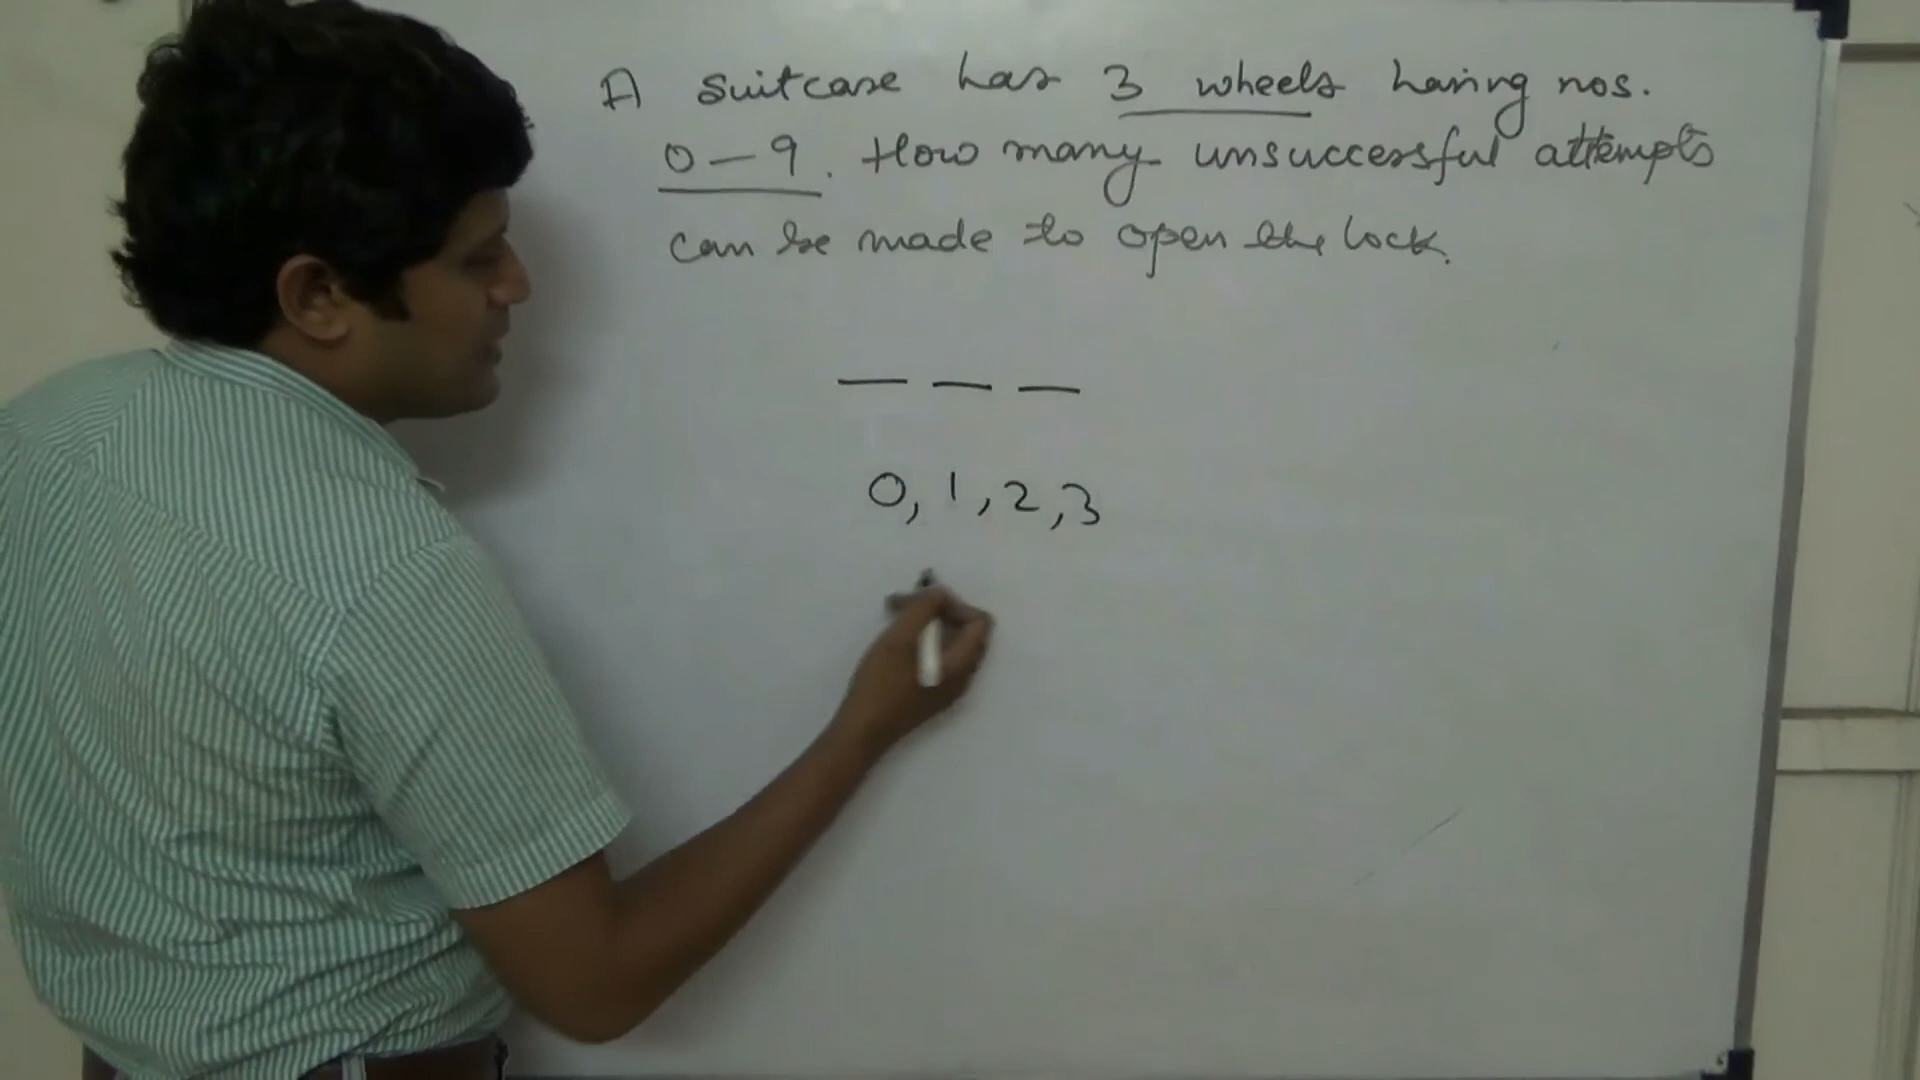 A suitcase has 3 wheels having nos.
0 – 9. How many unsuccessful attempts
can be made to open the lock.
0, 1, 2, 3